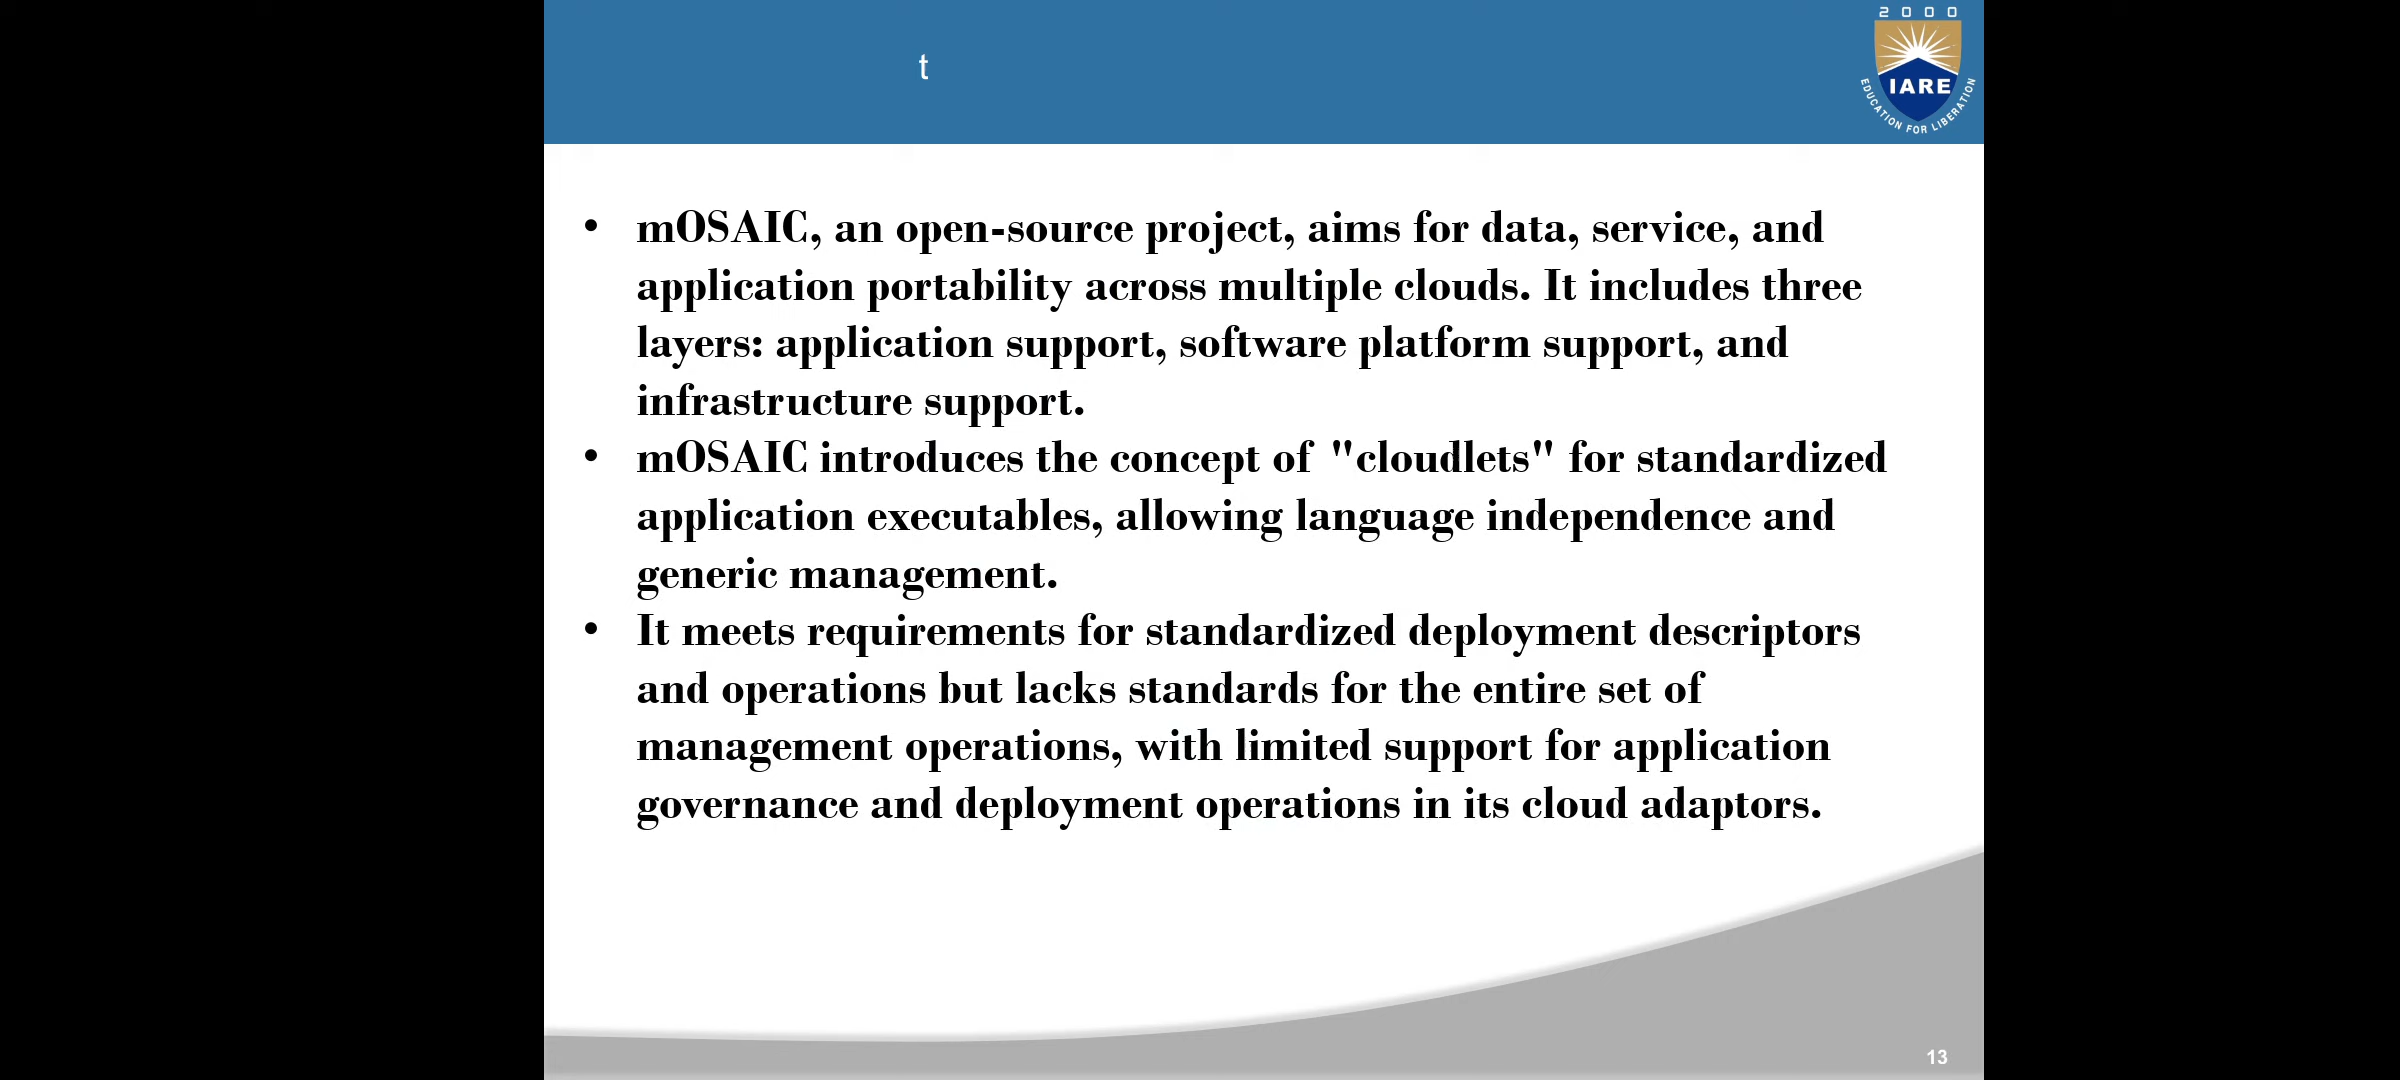 2000
t
IARE
EDUCATION FOR LIBERATION
• mOSAIC, an open-source project, aims for data, service, and
application portability across multiple clouds. It includes three
layers: application support, software platform support, and
infrastructure support.
• mOSAIC introduces the concept of "cloudlets" for standardized
application executables, allowing language independence and
generic management.
• It meets requirements for standardized deployment descriptors
and operations but lacks standards for the entire set of
management operations, with limited support for application
governance and deployment operations in its cloud adaptors.
13